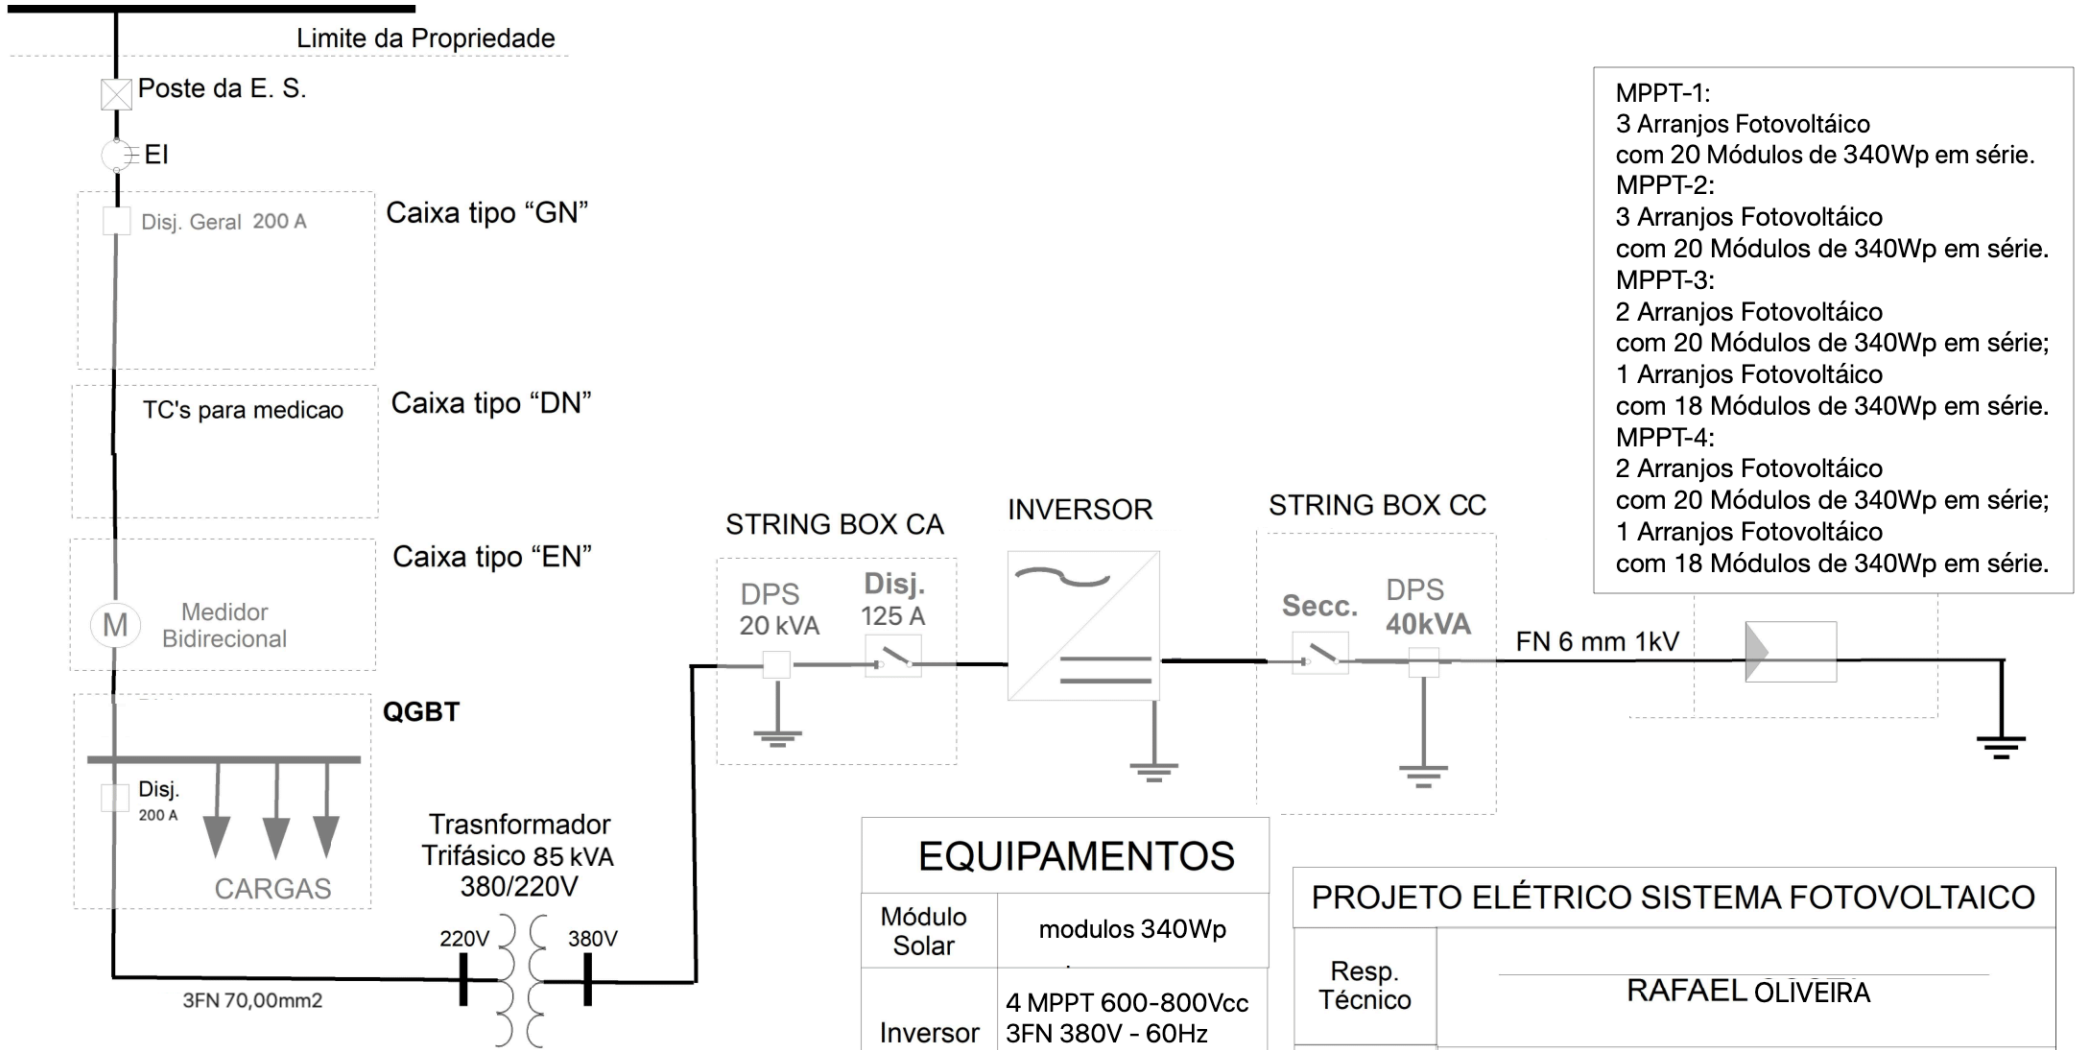 Limite da Propriedade
Poste da E. S.
EI
Disj. Geral 200 A
Caixa tipo “GN”
TC's para medicao
Caixa tipo “DN”
Caixa tipo “EN”
M
Medidor
Bidirecional
QGBT
Disj.
200 A
CARGAS
3FN 70,00mm2
Trasnformador
Trifásico 85 kVA
380/220V
220V
380V
STRING BOX CA
DPS
20 kVA
Disj.
125 A
INVERSOR
STRING BOX CC
Secc.
DPS
40kVA
FN 6 mm 1kV
MPPT-1:
3 Arranjos Fotovoltáico
com 20 Módulos de 340Wp em série.
MPPT-2:
3 Arranjos Fotovoltáico
com 20 Módulos de 340Wp em série.
MPPT-3:
2 Arranjos Fotovoltáico
com 20 Módulos de 340Wp em série;
1 Arranjos Fotovoltáico
com 18 Módulos de 340Wp em série.
MPPT-4:
2 Arranjos Fotovoltáico
com 20 Módulos de 340Wp em série;
1 Arranjos Fotovoltáico
com 18 Módulos de 340Wp em série.
EQUIPAMENTOS
Módulo
Solar
modulos 340Wp
Inversor
4 MPPT 600-800Vcc
3FN 380V - 60Hz
PROJETO ELÉTRICO SISTEMA FOTOVOLTAICO
Resp.
Técnico
RAFAEL OLIVEIRA